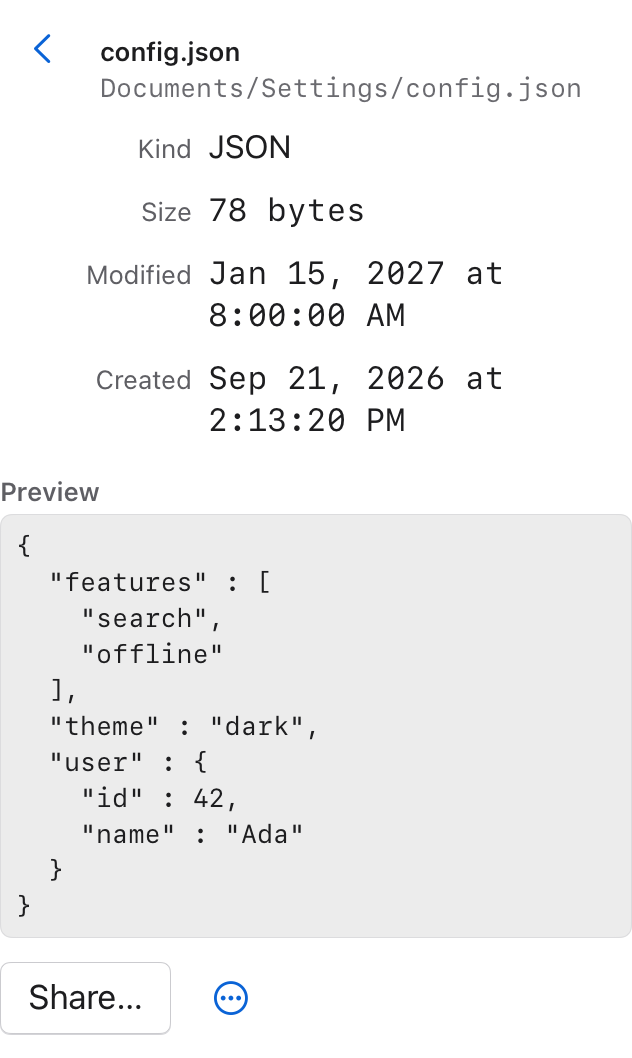 config.json
Documents/Settings/config.json
Kind JSON
Size 78 bytes
Modified Jan 15, 2027 at
8:00:00 AM
Created Sep 21, 2026 at
2:13:20 PM
Preview
{
  "features" : [
    "search",
    "offline"
  ],
  "theme" : "dark",
  "user" : {
    "id" : 42,
    "name" : "Ada"
  }
}
Share...